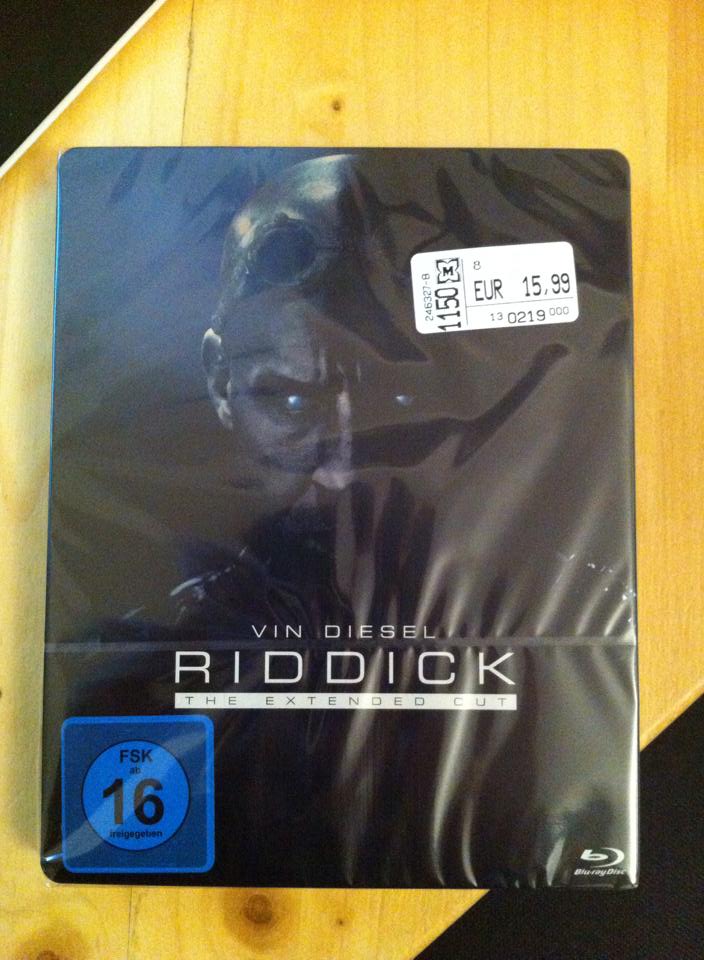 246327-8
1150 M
8
EUR 15,99
13 0219 000
VIN DIESEL
RIDDICK
THE EXTENDED CUT
FSK
ab
16
freigegeben
Blu-ray Disc